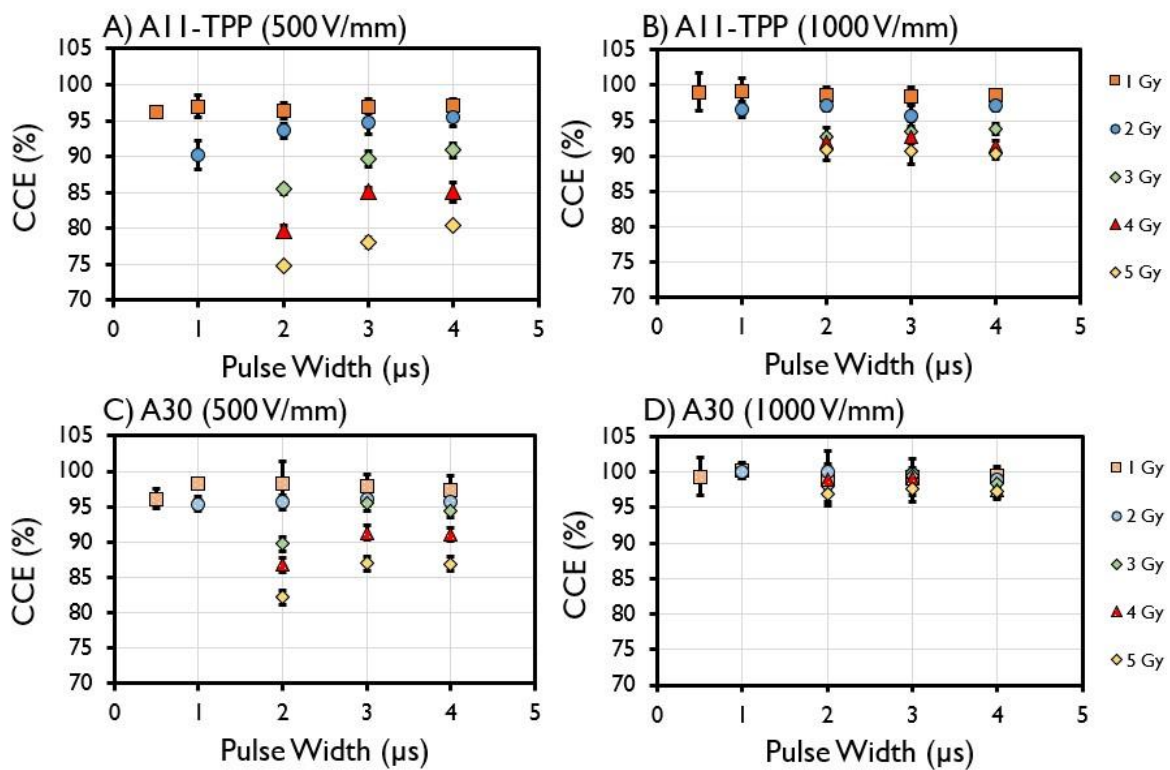 A) A11-TPP (500 V/mm)
105
100
95
90
85
80
75
70
CCE (%)
0 1 2 3 4 5
Pulse Width (µs)
B) A11-TPP (1000 V/mm)
105
100
95
90
85
80
75
70
CCE (%)
0 1 2 3 4 5
Pulse Width (µs)
1 Gy
2 Gy
3 Gy
4 Gy
5 Gy
C) A30 (500 V/mm)
105
100
95
90
85
80
75
70
CCE (%)
0 1 2 3 4 5
Pulse Width (µs)
D) A30 (1000 V/mm)
105
100
95
90
85
80
75
70
CCE (%)
0 1 2 3 4 5
Pulse Width (µs)
1 Gy
2 Gy
3 Gy
4 Gy
5 Gy